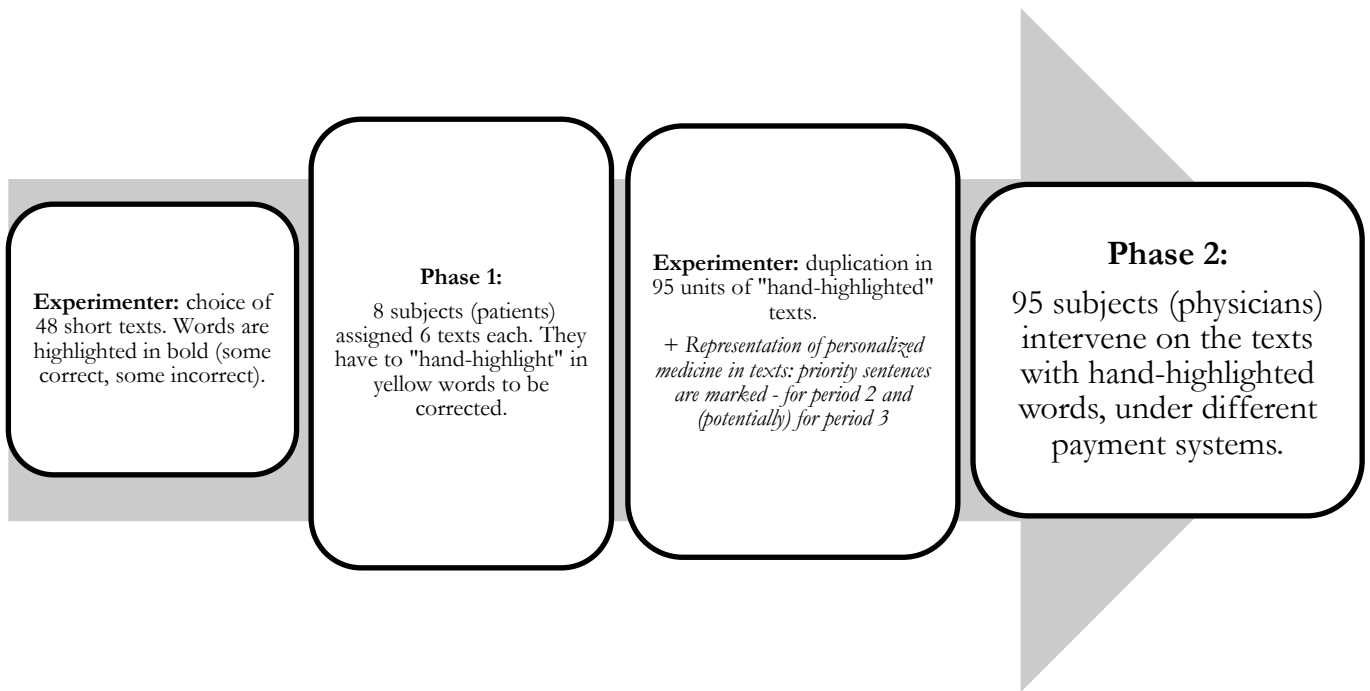 Experimenter: choice of
48 short texts. Words are
highlighted in bold (some
correct, some incorrect).
Phase 1:
8 subjects (patients)
assigned 6 texts each. They
have to "hand-highlight" in
yellow words to be
corrected.
Experimenter: duplication in
95 units of "hand-highlighted"
texts.
+ Representation of personalized
medicine in texts: priority sentences
are marked - for period 2 and
(potentially) for period 3
Phase 2:
95 subjects (physicians)
intervene on the texts
with hand-highlighted
words, under different
payment systems.